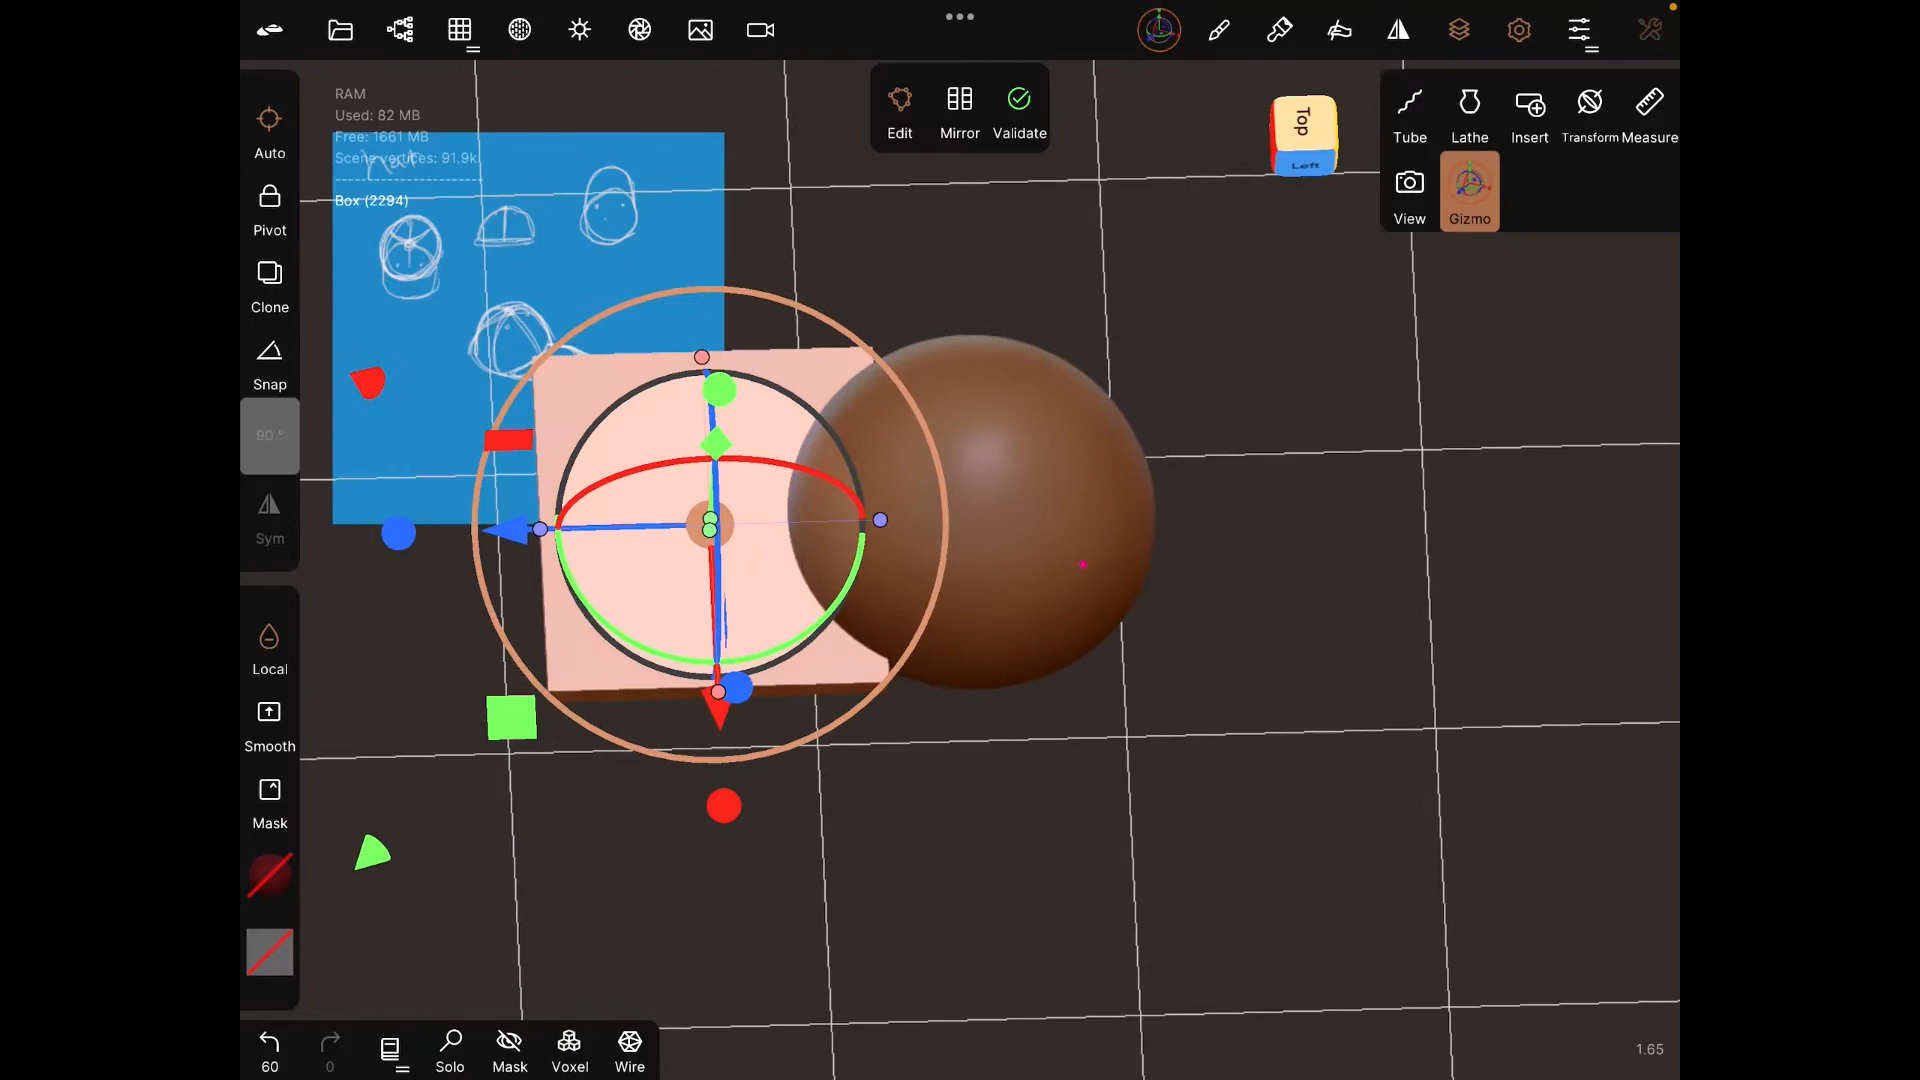 RAM
Used: 82 MB
Free: 1661 MB
Scene vertices: 91.9k
Hat
Box (2294)
Auto
Pivot
Clone
Snap
90 °
Sym
Local
Smooth
Mask
Edit
Mirror
Validate
Top
Left
Tube
Lathe
Insert
Transform
Measure
View
Gizmo
60
0
Solo
Mask
Voxel
Wire
1.65